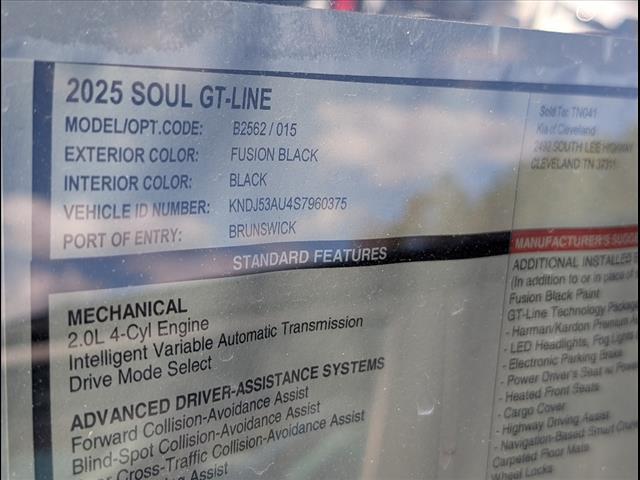 2025 SOUL GT-LINE
MODEL/OPT.CODE: B2562 / 015
EXTERIOR COLOR: FUSION BLACK
INTERIOR COLOR: BLACK
VEHICLE ID NUMBER: KNDJ53AU4S7960375
PORT OF ENTRY: BRUNSWICK
Sold To: TN041
Kia of Cleveland
2492 SOUTH LEE HIGHWAY
CLEVELAND TN 37311
STANDARD FEATURES
MECHANICAL
2.0L 4-Cyl Engine
Intelligent Variable Automatic Transmission
Drive Mode Select
ADVANCED DRIVER-ASSISTANCE SYSTEMS
Forward Collision-Avoidance Assist
Blind-Spot Collision-Avoidance Assist
Cross-Traffic Collision-Avoidance Assist
Assist
MANUFACTURER'S
ADDITIONAL INSTALLED
(In addition to or in place of
Fusion Black Paint
GT-Line Technology Package
- Harman/Kardon Premium
- LED Headlights, Fog Lights
- Electronic Parking Brake
- Power Driver's Seat w/ Power
- Heated Front Seats
- Cargo Cover
- Highway Driving Assist
- Navigation-Based Smart Cruise
Carpeted Floor Mats
Wheel Locks